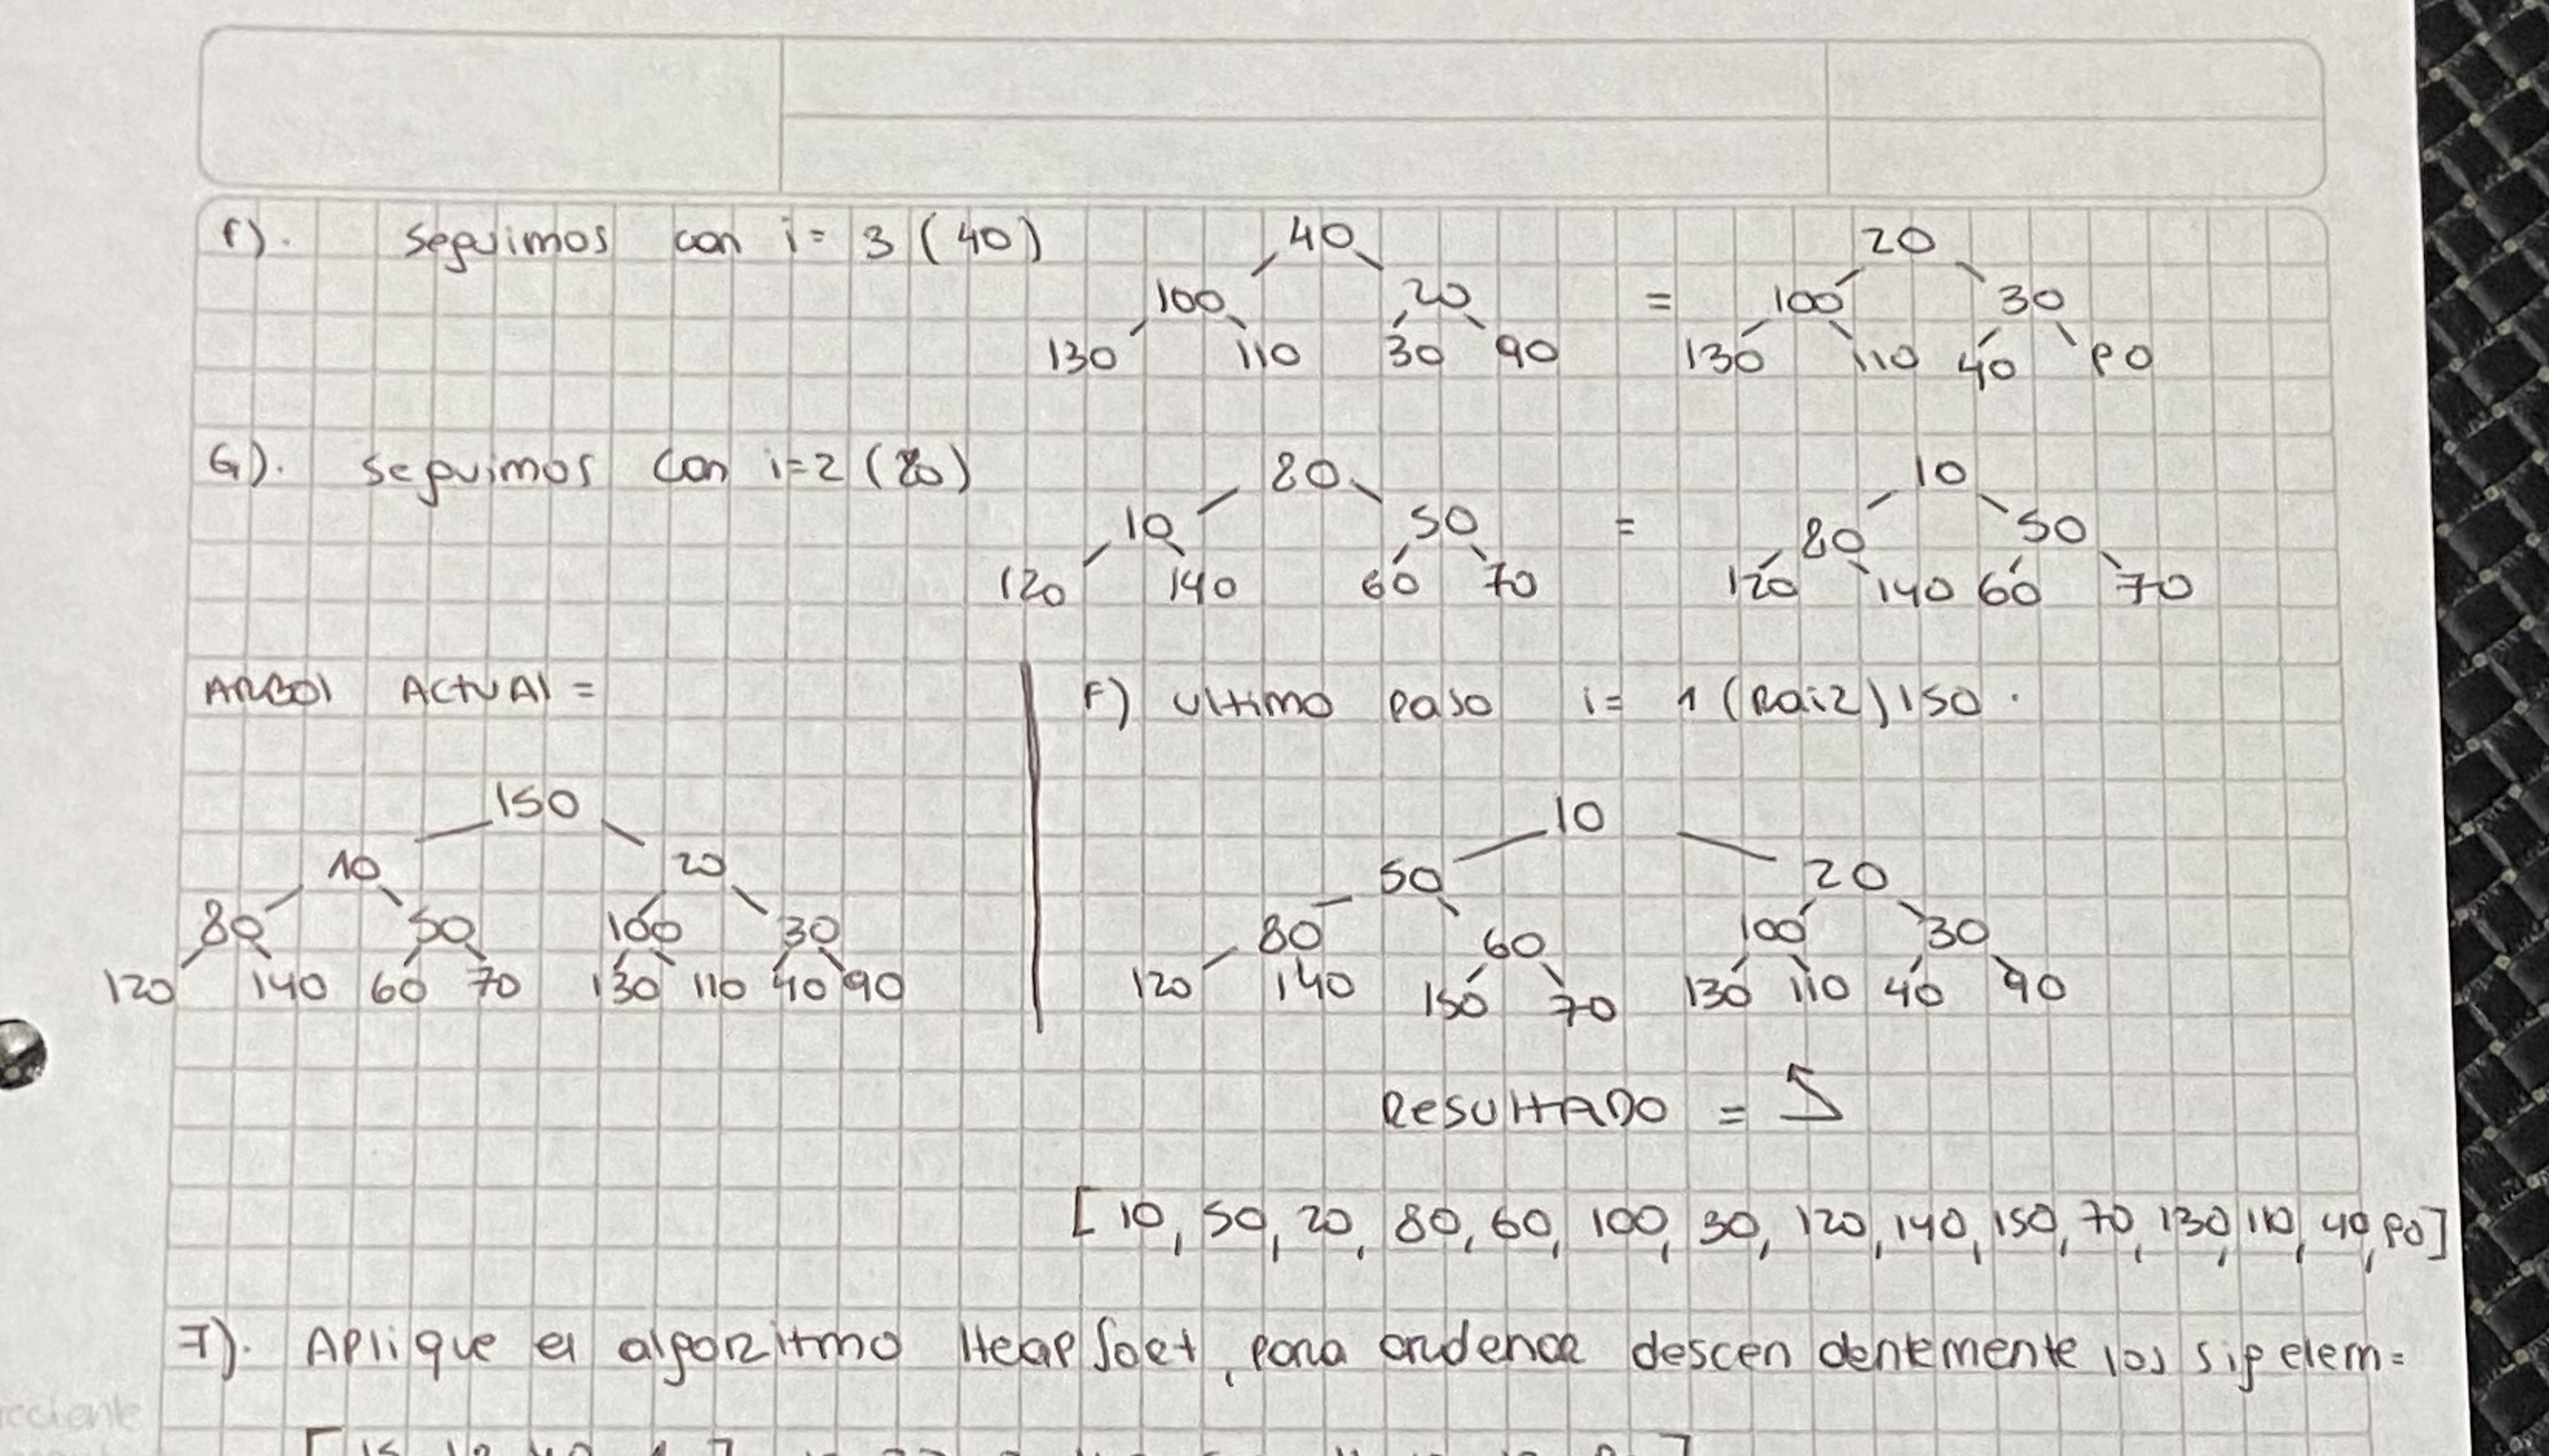 F). Seguimos con i= 3 (40)
40 20
100 20 = 100 30
130 110 30 90 130 110 40 90
G). Seguimos con i=2 (80)
80 10
10 50 = 80 50
120 140 60 70 120 140 60 70
ARBOl ActuAl =
150
10 20
80 50 100 30
120 140 60 70 130 110 40 90
F) Ultimo paso i= 1 (Raiz) 150.
10
50 20
80 60 100 30
120 140 150 70 130 110 40 90
Resultado =
[10, 50, 20, 80, 60, 100, 30, 120, 140, 150, 70, 130, 110, 40, 90]
7). Aplique el algoritmo HeapSort, para ordenar descendentemente los sig elem=